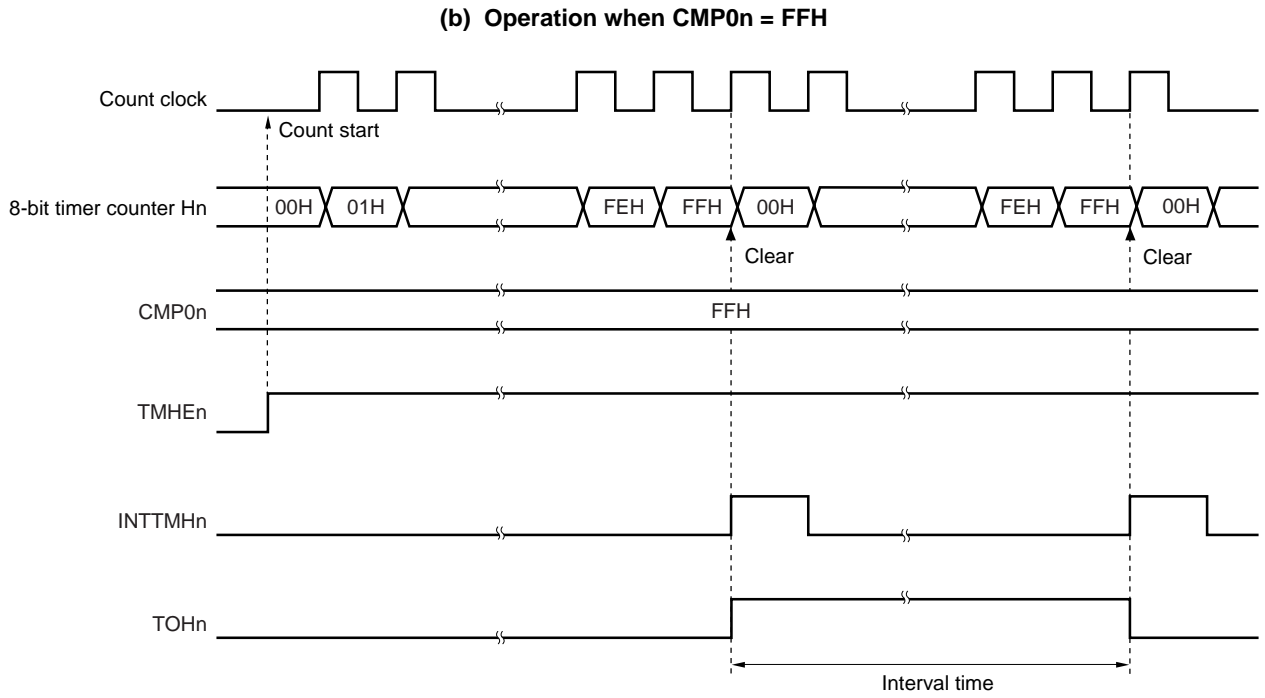 (b) Operation when CMP0n = FFH
Count clock
Count start
8-bit timer counter Hn
00H 01H FEH FFH 00H FEH FFH 00H
Clear Clear
CMP0n FFH
TMHEn
INTTMHn
TOHn
Interval time